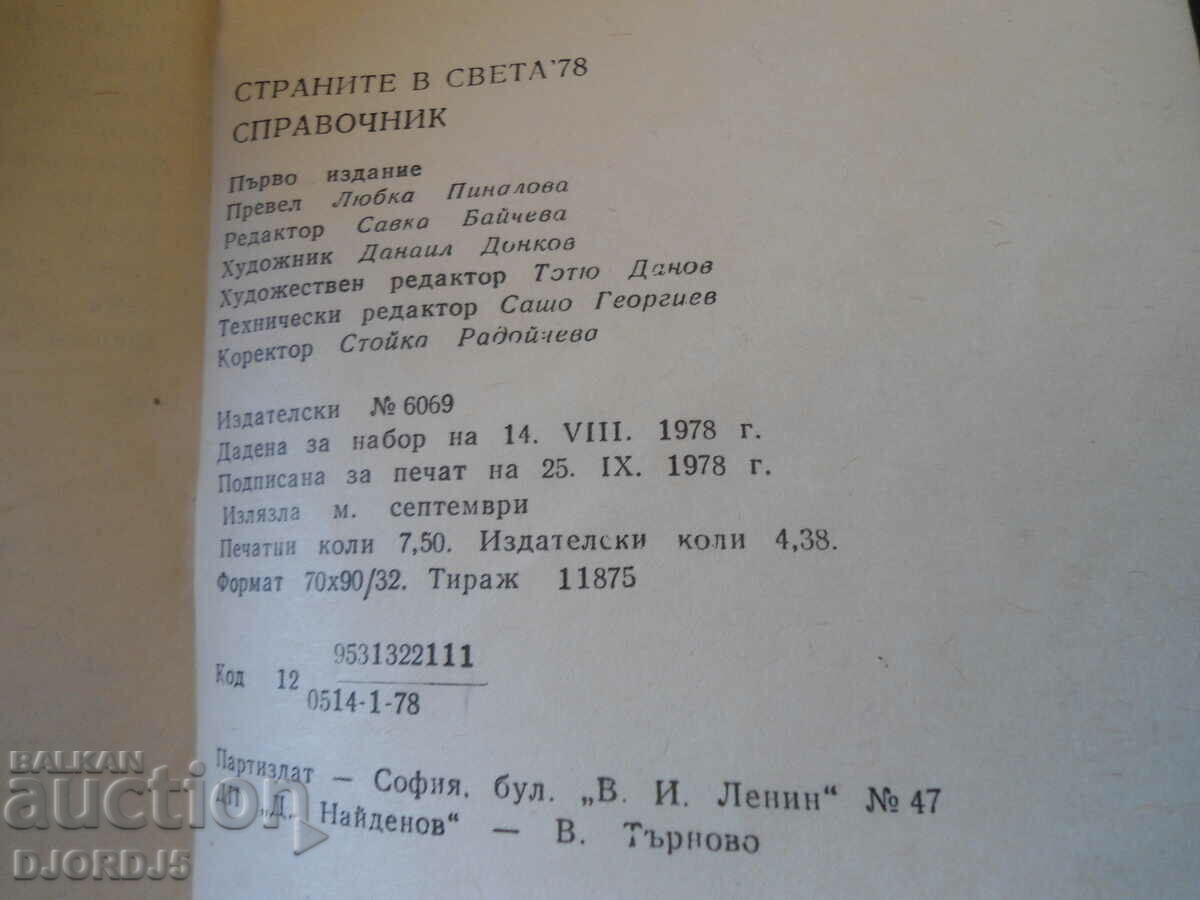 СТРАНИТЕ В СВЕТА'78
СПРАВОЧНИК
Първо издание
Превел Любка Пиналова
Редактор Савка Байчева
Художник Данаил Донков
Художествен редактор Тэтю Данов
Технически редактор Сашо Георгиев
Коректор Стойка Радойчева
Издателски № 6069
Дадена за набор на 14. VIII. 1978 г.
Подписана за печат на 25. IX. 1978 г.
Излязла м. септември
Печатни коли 7,50. Издателски коли 4,38.
Формат 70х90/32. Тираж 11875
Код 12 9531322111
0514-1-78
Партиздат — София, бул. „В. И. Ленин“ № 47
ДП „Д. Найденов“ — В. Търново
BALKAN
auction
DJORDJ5